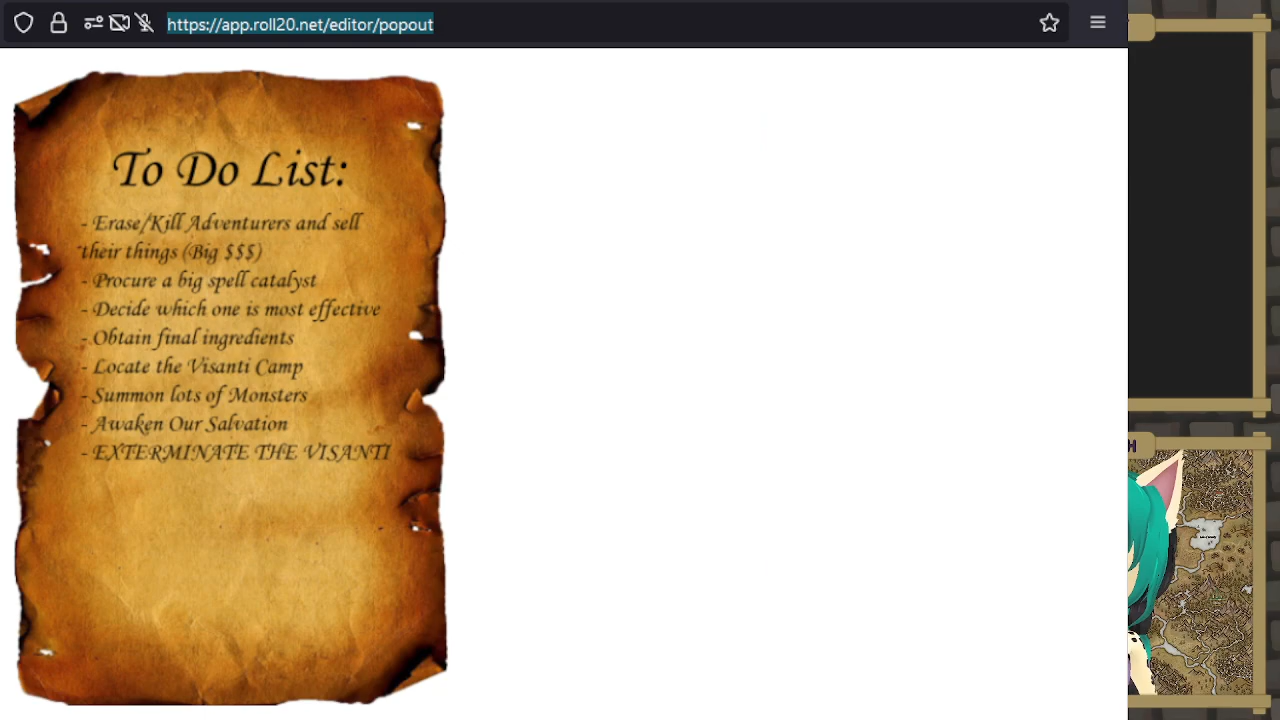 https://app.roll20.net/editor/popout
To Do List:
- Erase/Kill Adventurers and sell
their things (Big $$$)
- Procure a big spell catalyst
- Decide which one is most effective
- Obtain final ingredients
- Locate the Visanti Camp
- Summon lots of Monsters
- Awaken Our Salvation
- EXTERMINATE THE VISANTI
H